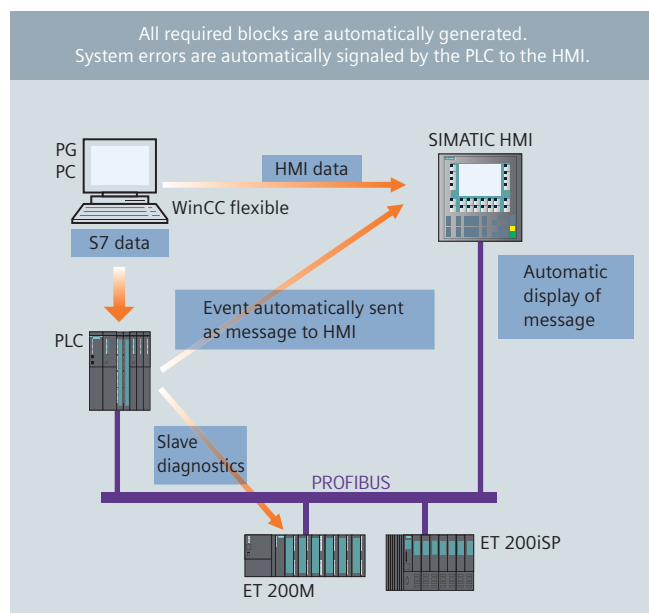 All required blocks are automatically generated.
System errors are automatically signaled by the PLC to the HMI.
PG
PC
SIMATIC HMI
HMI data
WinCC flexible
S7 data
Automatic
display of
message
Event automatically sent
as message to HMI
PLC
Slave
diagnostics
PROFIBUS
ET 200iSP
ET 200M